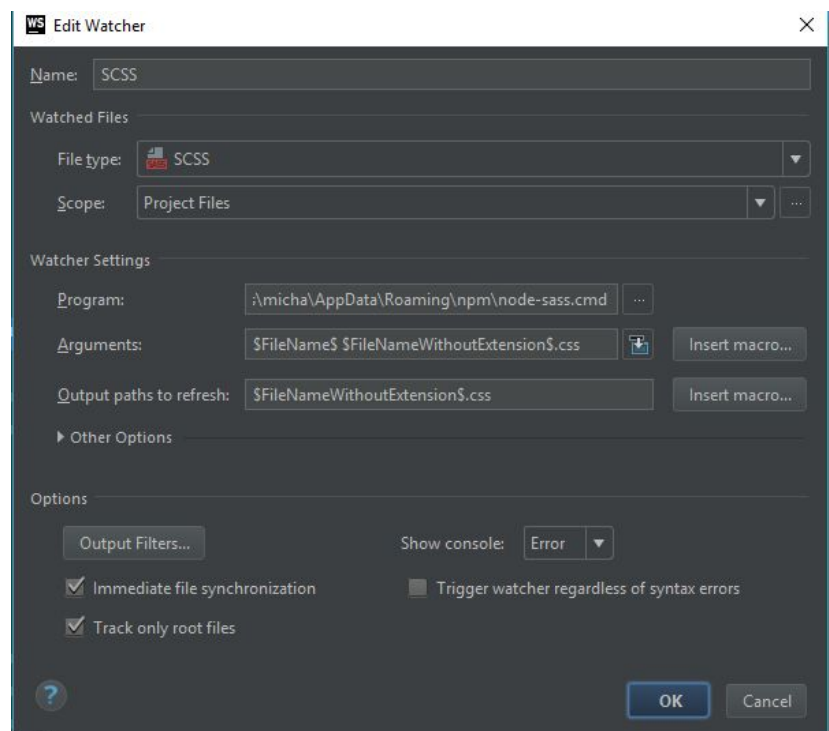 WS Edit Watcher
Name: SCSS
Watched Files
File type: SASS SCSS
Scope: Project Files ...
Watcher Settings
Program: :\micha\AppData\Roaming\npm\node-sass.cmd ...
Arguments: $FileName$ $FileNameWithoutExtension$.css Insert macro...
Output paths to refresh: $FileNameWithoutExtension$.css Insert macro...
Other Options
Options
Output Filters... Show console: Error
Immediate file synchronization Trigger watcher regardless of syntax errors
Track only root files
? OK Cancel